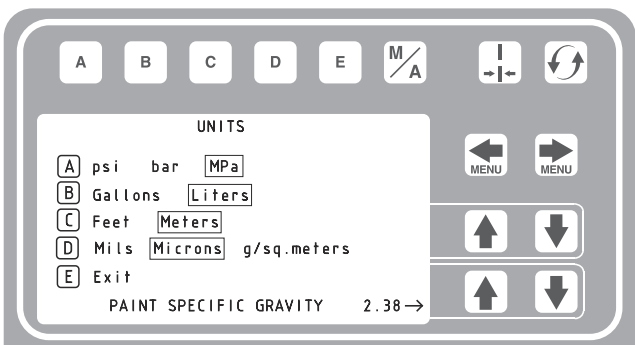 A B C D E M/A
UNITS
A psi bar MPa
MENU MENU
B Gallons Liters
C Feet Meters
D Mils Microns g/sq.meters
E Exit
PAINT SPECIFIC GRAVITY 2.38→